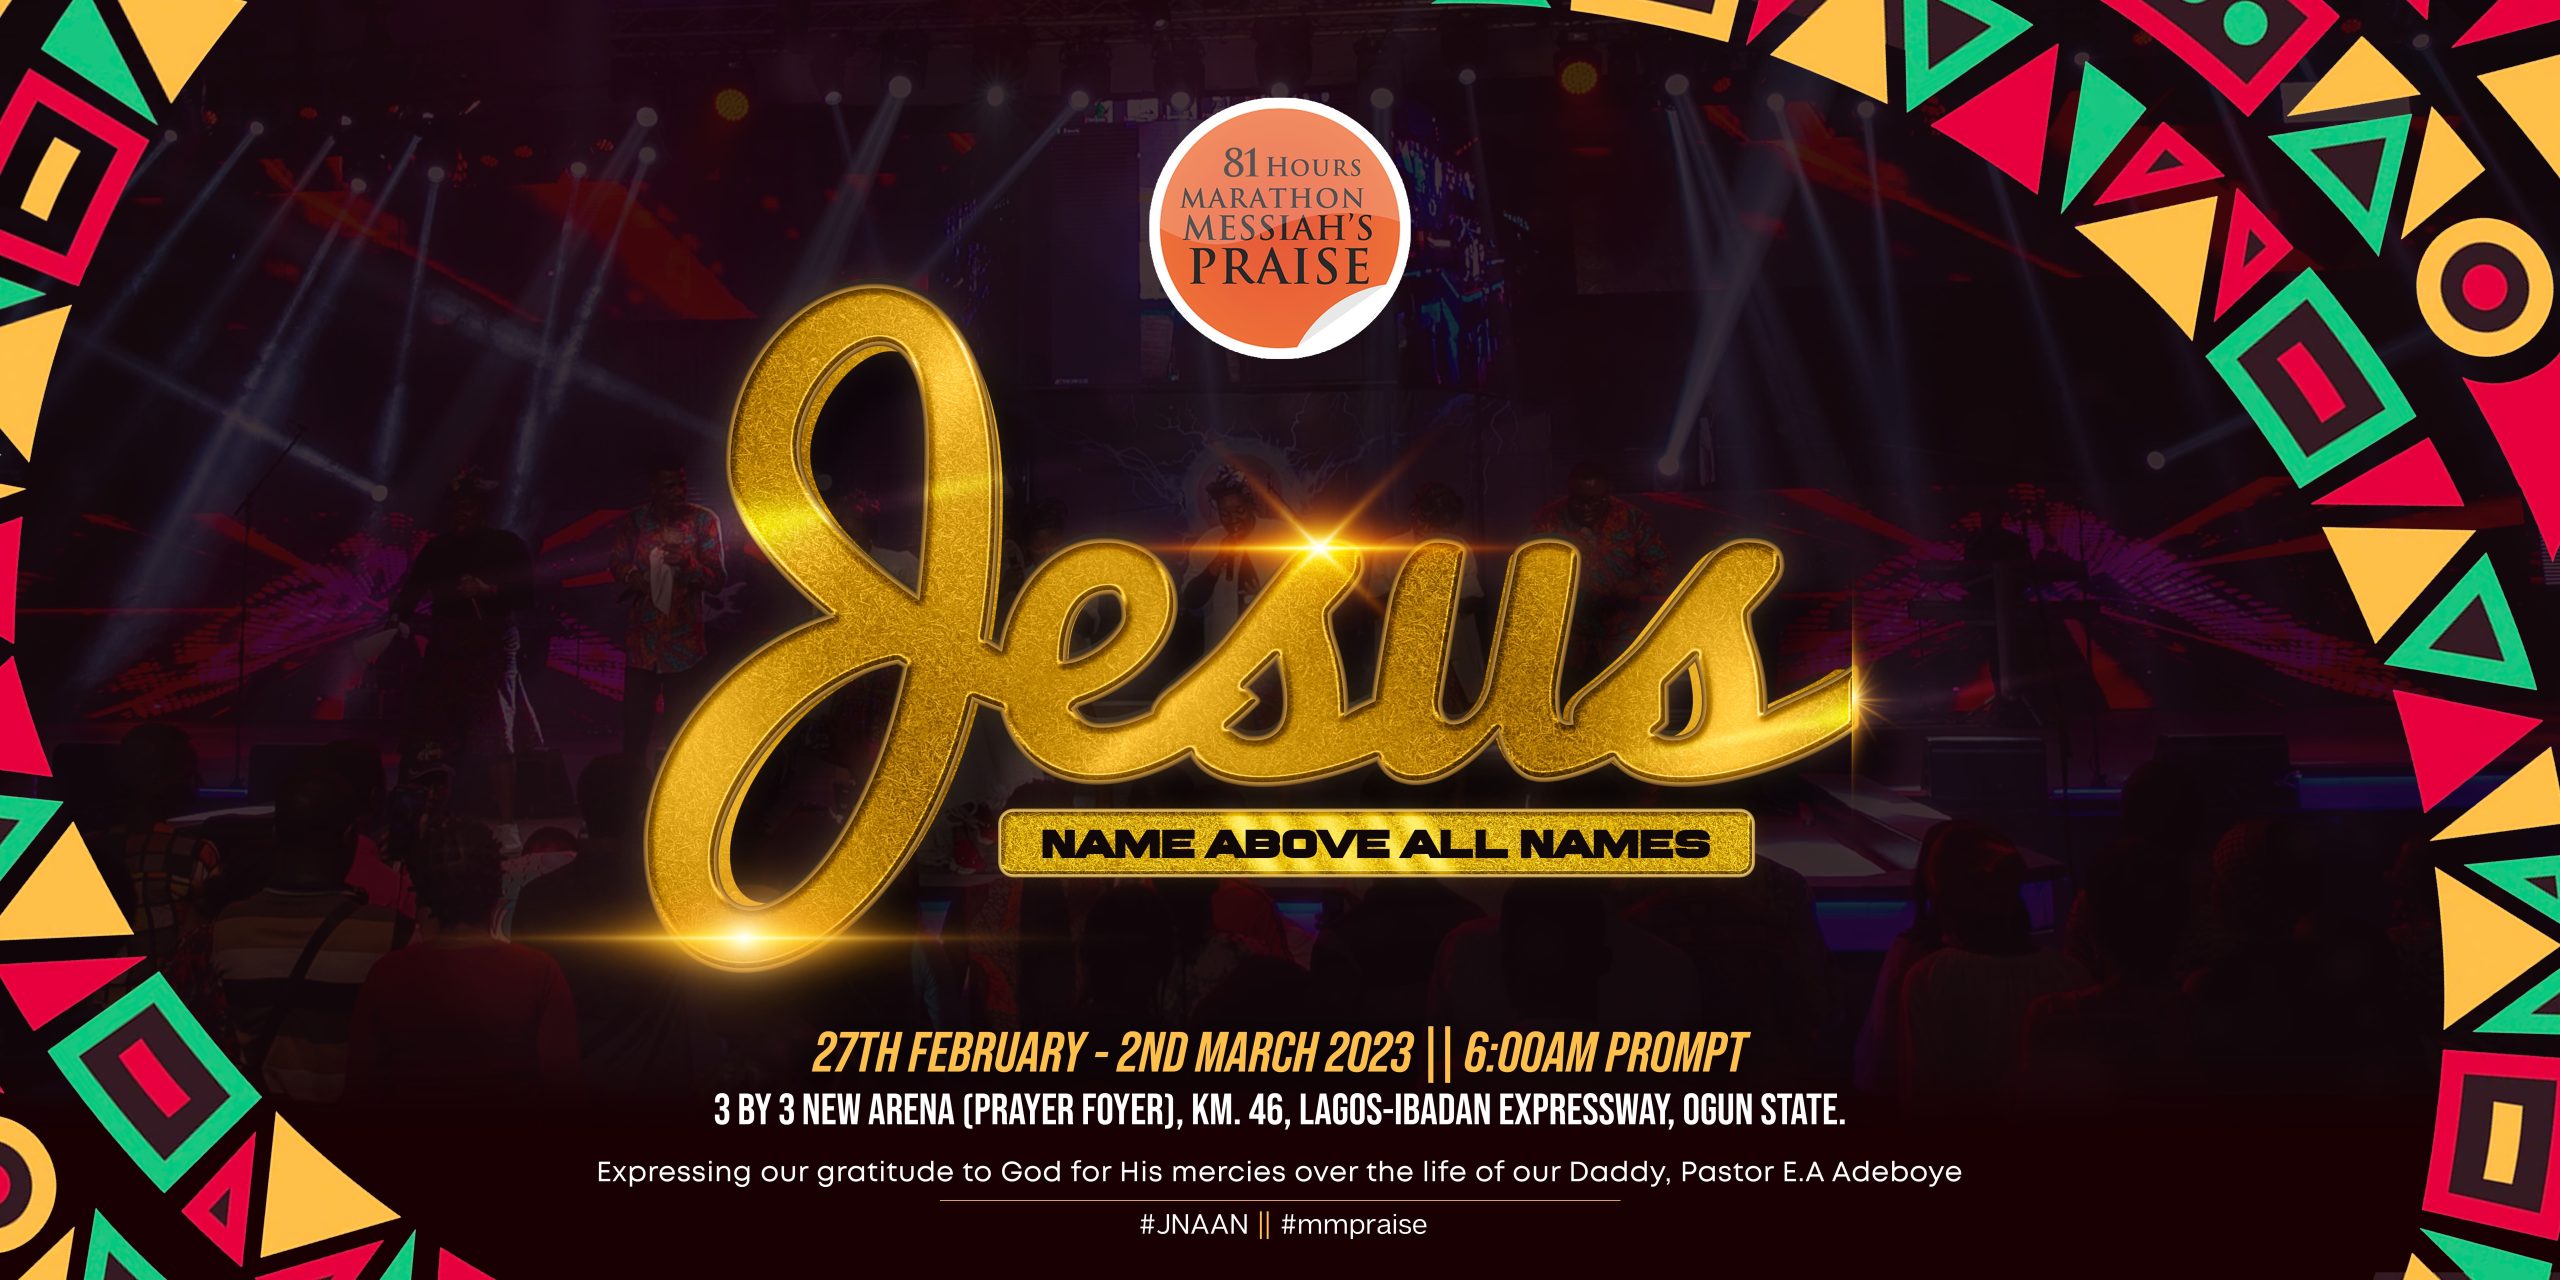 81 HOURS
MARATHON
MESSIAH'S
PRAISE
Jesus
NAME ABOVE ALL NAMES
27TH FEBRUARY - 2ND MARCH 2023 || 6:00AM PROMPT
3 BY 3 NEW ARENA (PRAYER FOYER), KM. 46, LAGOS-IBADAN EXPRESSWAY, OGUN STATE.
Expressing our gratitude to God for His mercies over the life of our Daddy, Pastor E.A Adeboye
#JNAAN || #mmpraise